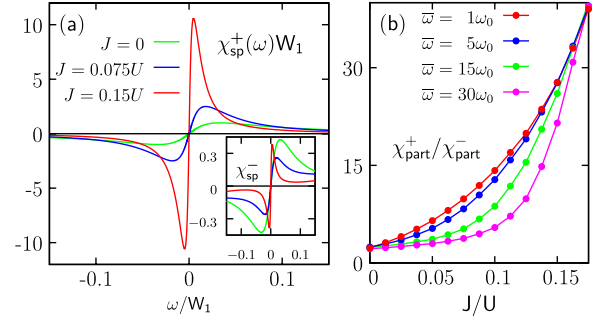 (a)
χ⁺sp(ω)W₁
J = 0
J = 0.075U
J = 0.15U
10
5
0
-5
-10
-0.1
0
0.1
ω/W₁
χ⁻sp
0.3
0
-0.3
-0.1
0
0.1
(b)
ω̅ = 1ω₀
ω̅ = 5ω₀
ω̅ = 15ω₀
ω̅ = 30ω₀
χ⁺part/χ⁻part
30
15
0
0
0.05
0.1
0.15
J/U